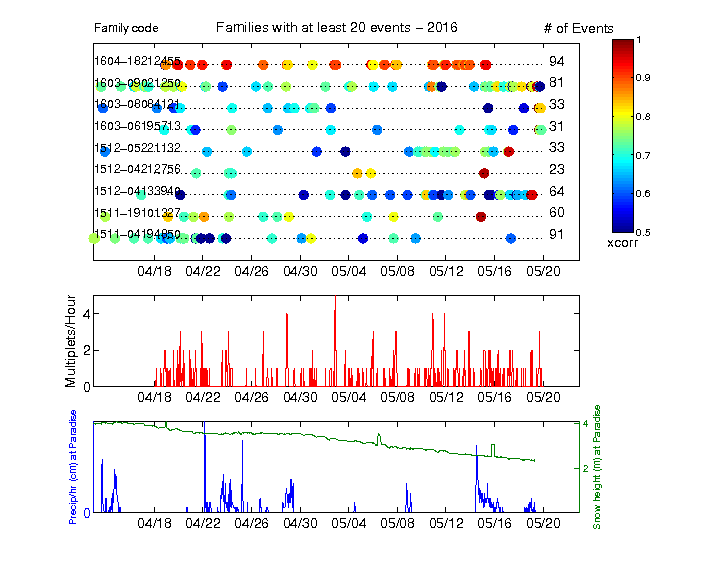 Family code Families with at least 20 events − 2016 # of Events
1604−18212455 94
1603−09021250 81
1603−08084121 33
1603−06195713 31
1512−05221132 33
1512−04212756 23
1512−04133940 64
1511−19101327 60
1511−04194850 91
04/18 04/22 04/26 04/30 05/04 05/08 05/12 05/16 05/20
1
0.9
0.8
0.7
0.6
0.5
xcorr
Multiplets/Hour
4
2
0
04/18 04/22 04/26 04/30 05/04 05/08 05/12 05/16 05/20
Precip/hr (cm) at Paradise
0
4
2
Snow height (m) at Paradise
04/18 04/22 04/26 04/30 05/04 05/08 05/12 05/16 05/20